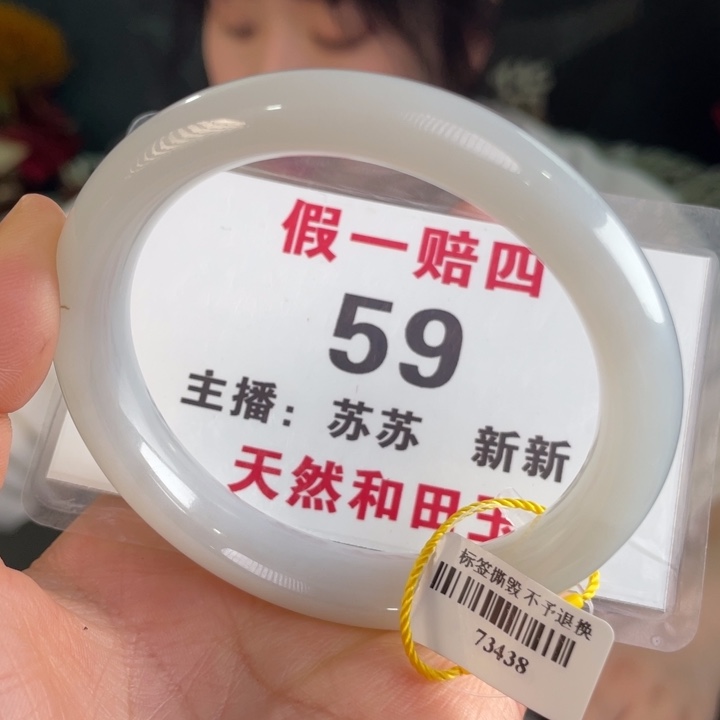 假一赔四
59
主播：苏苏 新新
天然和田玉
标签撕毁不予退换
73438